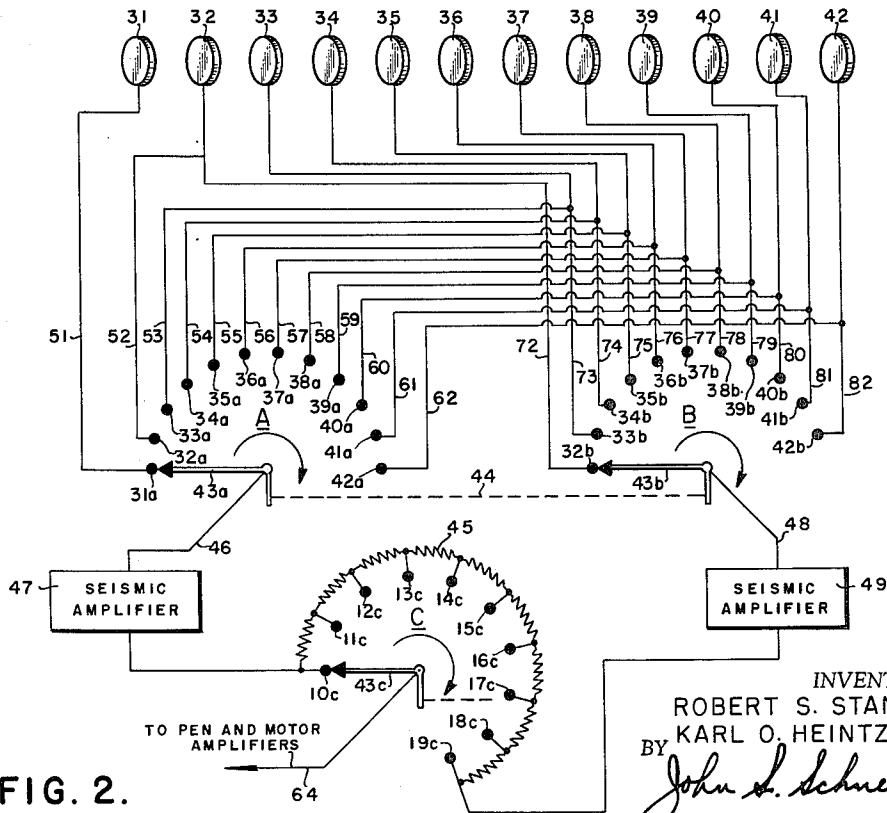 31 32 33 34 35 36 37 38 39 40 41 42
51 52 53 54 55 56 57 58 59 60 61 62 72 73 74 75 76 77 78 79 80 81 82
36a 37a 38a 36b 37b 38b
35a 39a 35b 39b
34a 40a 34b 40b
33a 41a 33b 41b
32a A 32b B 42b
31a 43a 42a 43b
44
46 45 48
47 SEISMIC AMPLIFIER
SEISMIC AMPLIFIER 49
13c 14c
12c C 15c
11c 16c
10c 43c 17c
18c
19c
TO PEN AND MOTOR
AMPLIFIERS
64
INVENT
ROBERT S. STAN
BY KARL O. HEINTZ
John S. Schne
FIG. 2.